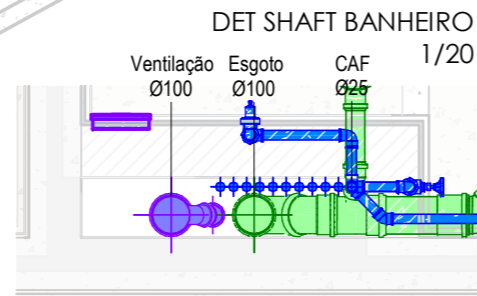 DET SHAFT BANHEIRO
1/20
Ventilação Esgoto CAF
Ø100 Ø100 Ø25